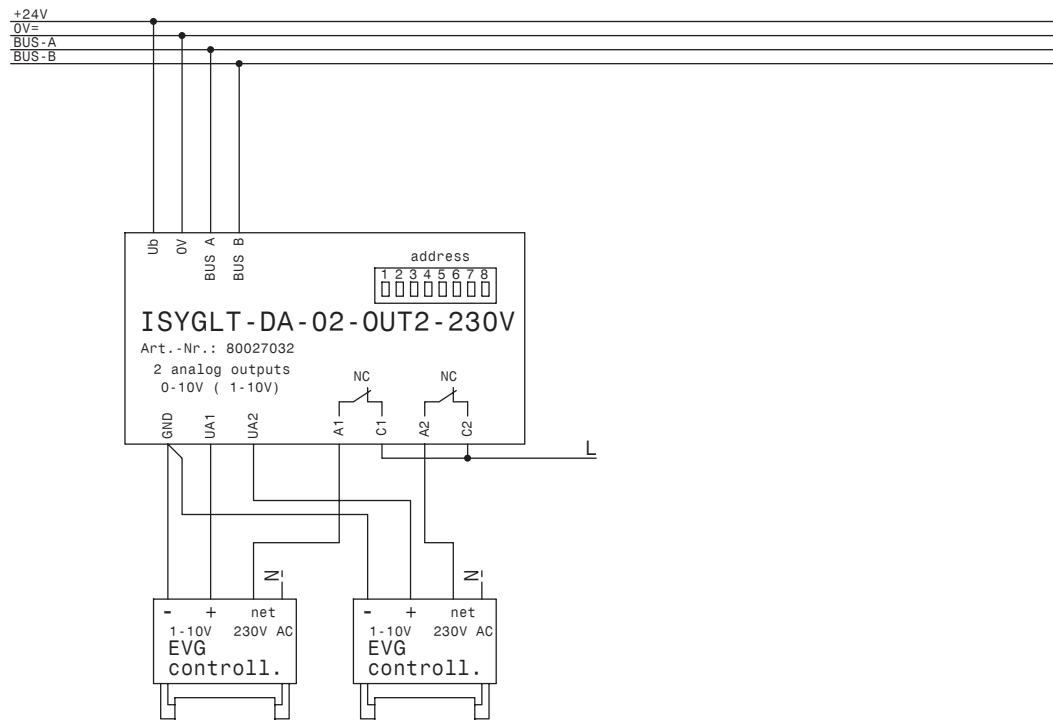 +24V
0V=
BUS-A
BUS-B
Ub 0V BUS A BUS B
address
1 2 3 4 5 6 7 8
ISYGLT-DA-02-OUT2-230V
Art.-Nr.: 80027032
2 analog outputs
0-10V ( 1-10V)
NC NC
GND UA1 UA2 A1 C1 A2 C2
L
N N
- + net - + net
1-10V 230V AC 1-10V 230V AC
EVG EVG
controll. controll.